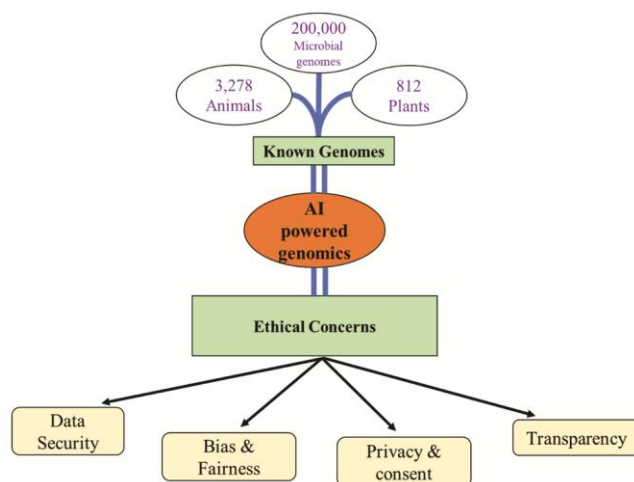 200,000
Microbial
genomes
3,278
Animals
812
Plants
Known Genomes
AI
powered
genomics
Ethical Concerns
Data
Security
Bias &
Fairness
Privacy &
consent
Transparency